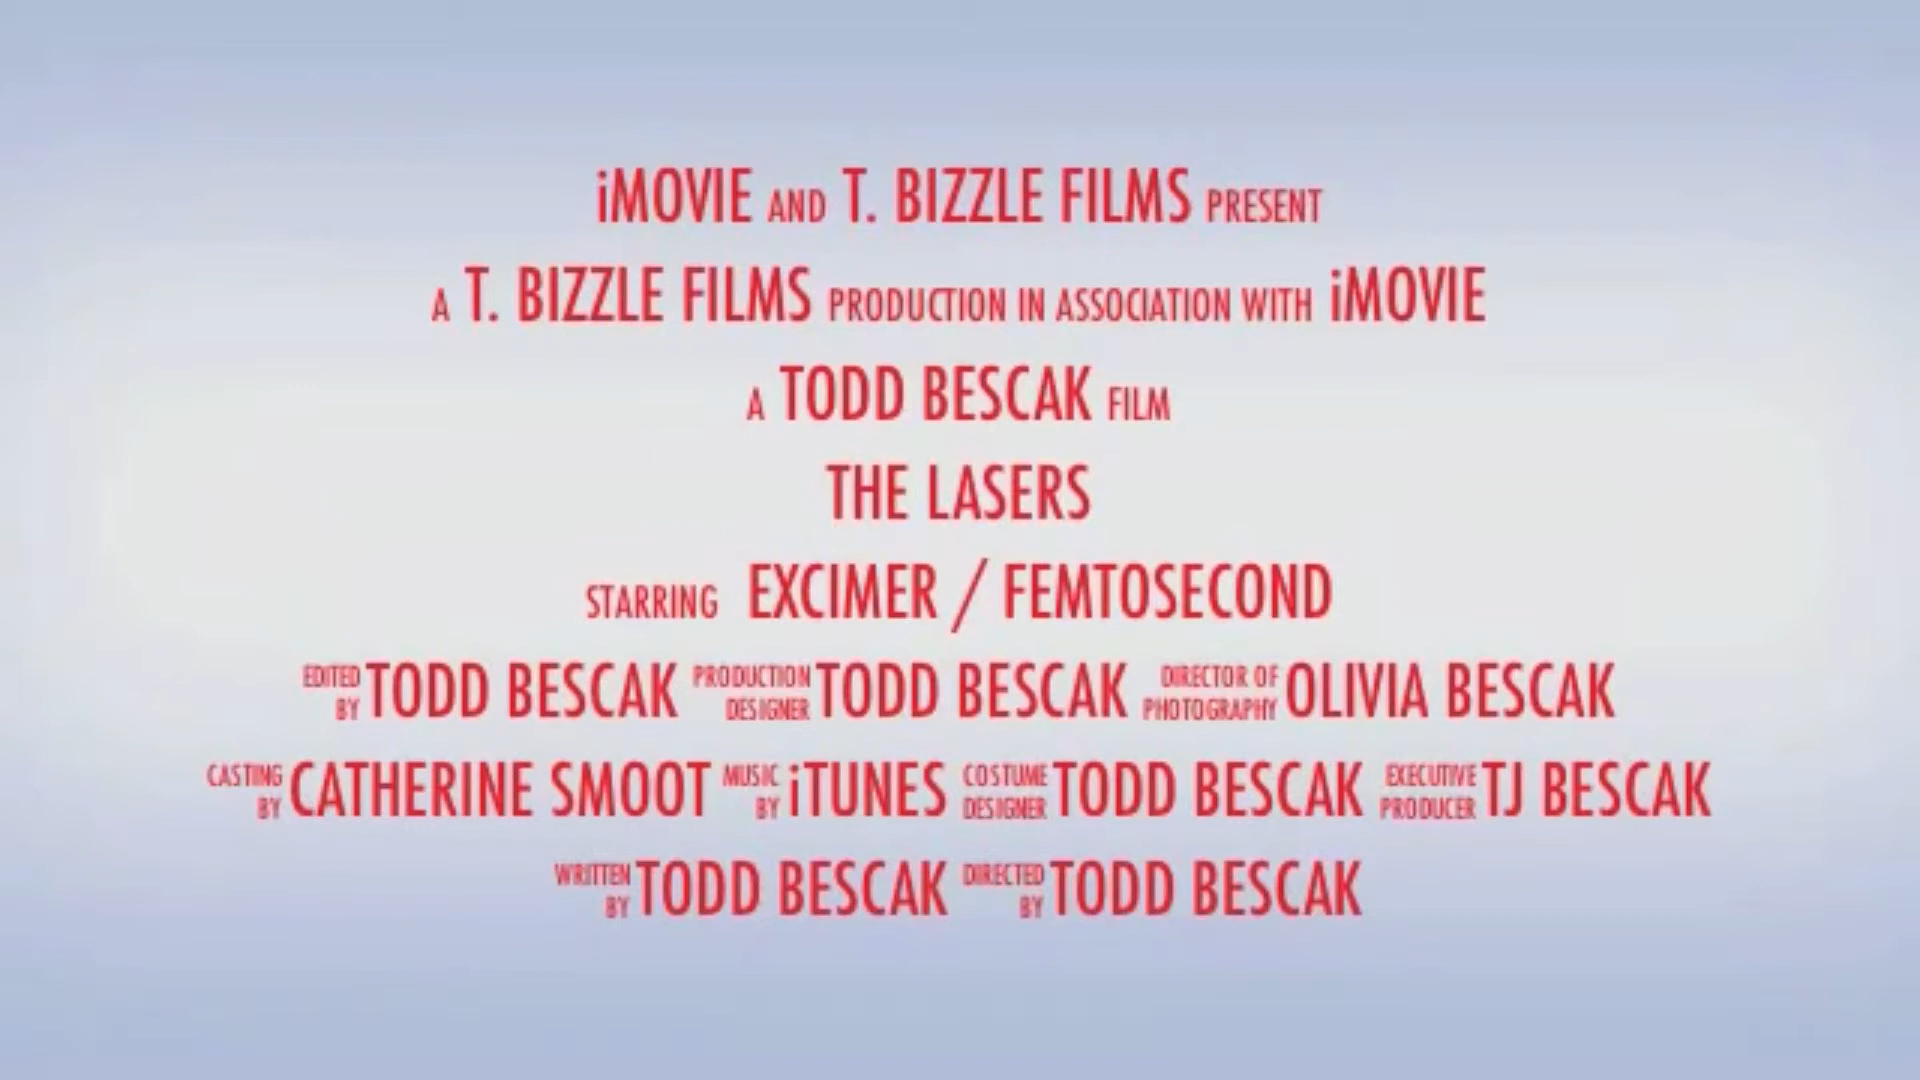 iMOVIE AND T. BIZZLE FILMS PRESENT
A T. BIZZLE FILMS PRODUCTION IN ASSOCIATION WITH iMOVIE
A TODD BESCAK FILM
THE LASERS
STARRING EXCIMER / FEMTOSECOND
EDITED BY TODD BESCAK PRODUCTION DESIGNER TODD BESCAK DIRECTOR OF PHOTOGRAPHY OLIVIA BESCAK
CASTING BY CATHERINE SMOOT MUSIC BY iTUNES COSTUME DESIGNER TODD BESCAK EXECUTIVE PRODUCER TJ BESCAK
WRITTEN BY TODD BESCAK DIRECTED BY TODD BESCAK